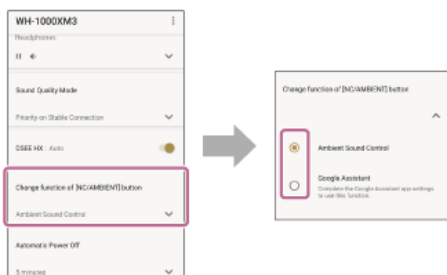 WH-1000XM3
Headphones
Sound Quality Mode
Priority on Stable Connection
DSEE HX : Auto
Change function of [NC/AMBIENT] button
Ambient Sound Control
Automatic Power Off
5 minutes
Change function of [NC/AMBIENT] button
Ambient Sound Control
Google Assistant
Complete the Google Assistant app settings
to use this function.